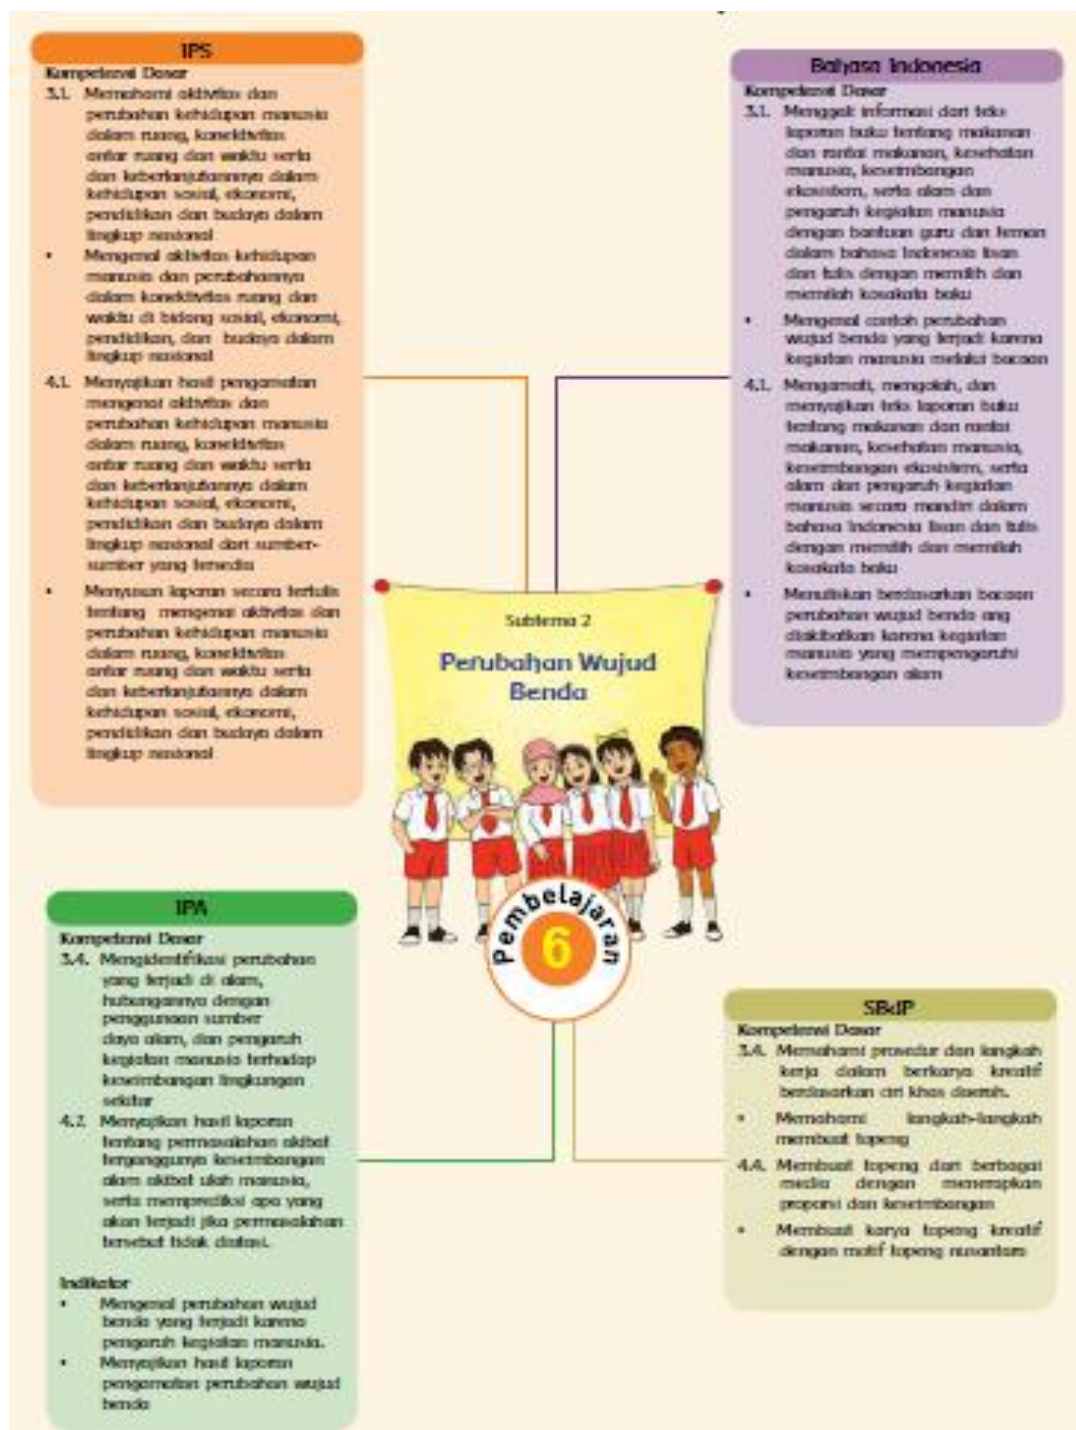 IPS
Kompetensi Dasar
3.1. Memahami aktivitas dan
perubahan kehidupan manusia
dalam ruang, konektivitas
antar ruang dan waktu serta
dan keberlanjutannnya dalam
kehidupan sosial, ekonomi,
pendidikan dan budaya dalam
lingkup nasional
• Mengenal aktivitas kehidupan
manusia dan perubahannya
dalam konektivitas ruang dan
waktu di bidang sosial, ekonomi,
pendidikan, dan budaya dalam
lingkup nasional
4.1. Menyajikan hasil pengamatan
mengenai aktivitas dan
perubahan kehidupan manusia
dalam ruang, konektivitas
antar ruang dan waktu serta
dan keberlanjutannya dalam
kehidupan sosial, ekonomi,
pendidikan dan budaya dalam
lingkup nasional dari sumber-
sumber yang tersedia
• Menyusun laporan secara tertulis
tentang mengenai aktivitas dan
perubahan kehidupan manusia
dalam ruang, konektivitas
antar ruang dan waktu serta
dan keberlanjutannya dalam
kehidupan sosial, ekonomi,
pendidikan dan budaya dalam
lingkup nasional
Bahasa Indonesia
Kompetensi Dasar
3.1. Menggali informasi dari teks
laporan buku tentang makanan
dan rantai makanan, kesehatan
manusia, keseimbangan
ekosistem, serta alam dan
pengaruh kegiatan manusia
dengan bantuan guru dan teman
dalam bahasa Indonesia lisan
dan tulis dengan memilih dan
memilah kosakata baku
• Mengenal contoh perubahan
wujud benda yang terjadi karena
kegiatan manusia melalui bacaan
4.1. Mengamati, mengolah, dan
menyajikan teks laporan buku
tentang makanan dan rantai
makanan, kesehatan manusia,
keseimbangan ekosistem, serta
alam dan pengaruh kegiatan
manusia secara mandiri dalam
bahasa Indonesia lisan dan tulis
dengan memilih dan memilah
kosakata baku
• Menuliskan berdasarkan bacaan
perubahan wujud benda ang
diakibatkan karena kegiatan
manusia yang mempengaruhi
keseimbangan alam
Subtema 2
Perubahan Wujud
Benda
Pembelajaran
6
IPA
Kompetensi Dasar
3.4. Mengidentifikasi perubahan
yang terjadi di alam,
hubungannya dengan
penggunaan sumber
daya alam, dan pengaruh
kegiatan manusia terhadap
keseimbangan lingkungan
sekitar
4.7. Menyajikan hasil laporan
tentang permasalahan akibat
terganggunya keseimbangan
alam akibat ulah manusia,
serta memprediksi apa yang
akan terjadi jika permasalahan
tersebut tidak diatasi.
Indikator
• Mengenal perubahan wujud
benda yang terjadi karena
pengaruh kegiatan manusia.
• Menyajikan hasil laporan
pengamatan perubahan wujud
benda
SBdP
Kompetensi Dasar
3.4. Memahami prosedur dan langkah
kerja dalam berkarya kreatif
berdasarkan ciri khas daerah.
• Memahami langkah-langkah
membuat topeng
4.4. Membuat topeng dari berbagai
media dengan menerapkan
proporsi dan keseimbangan
• Membuat karya topeng kreatif
dengan motif topeng nusantara